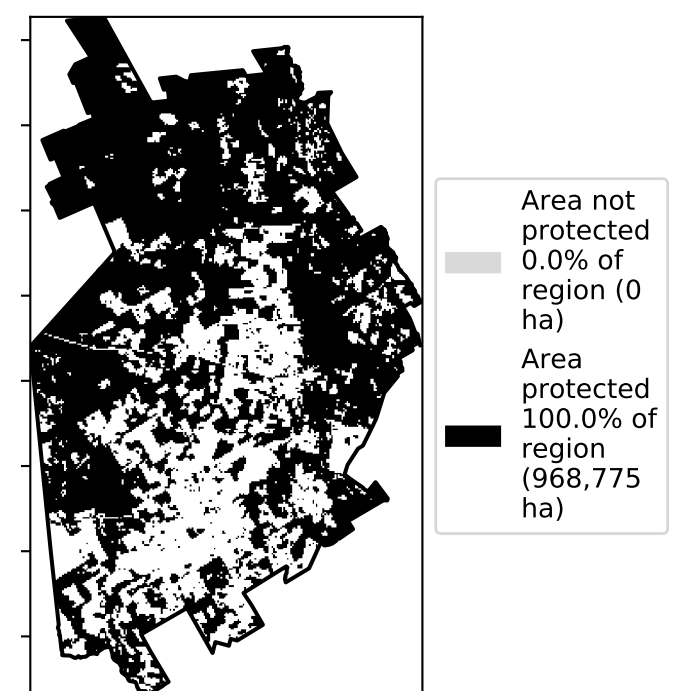 Area not
protected
0.0% of
region (0
ha)
Area
protected
100.0% of
region
(968,775
ha)